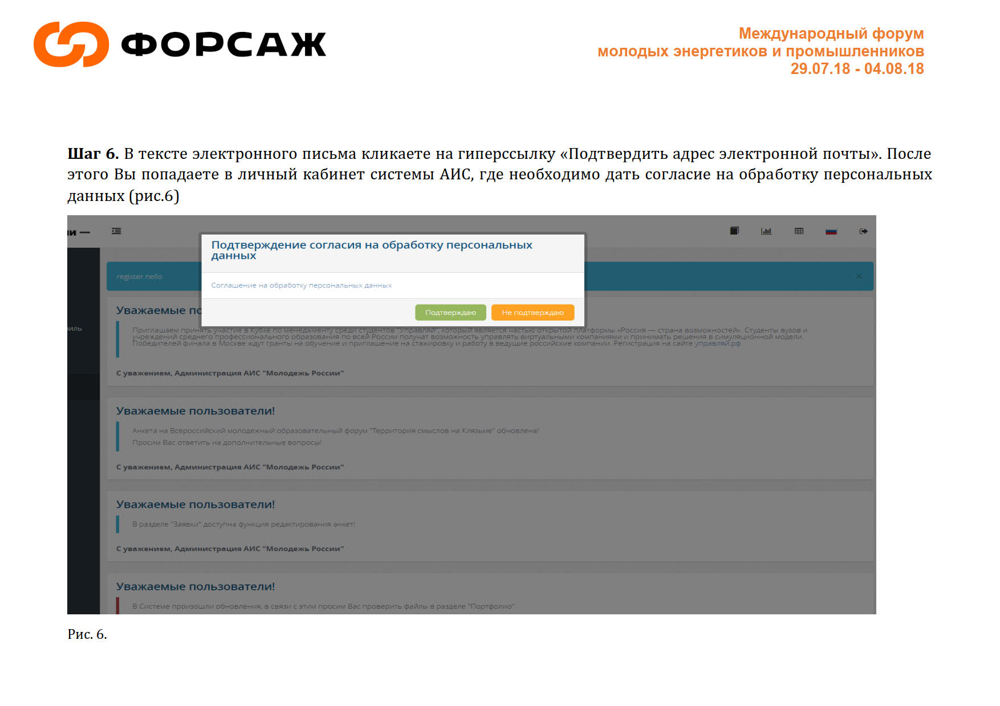 ФОРСАЖ
Международный форум
молодых энергетиков и промышленников
29.07.18 - 04.08.18
Шаг 6. В тексте электронного письма кликаете на гиперссылку «Подтвердить адрес электронной почты». После
этого Вы попадаете в личный кабинет системы АИС, где необходимо дать согласие на обработку персональных
данных (рис.6)
ии —
Подтверждение согласия на обработку персональных
данных
register.hello
×
Соглашение на обработку персональных данных
Подтверждаю
Не подтверждаю
Уважаемые по
иль
Приглашаем принять участие в Кубке по менеджменту среди студентов "Управляй", который является частью открытой платформы «Россия — страна возможностей». Студенты вузов и
учреждений среднего профессионального образования по всей России получат возможность управлять виртуальными компаниями и принимать решения в симуляционной модели.
Победителей финала в Москве ждут гранты на обучение и приглашение на стажировку и работу в ведущие российские компании. Регистрация на сайте управляй.рф
С уважением, Администрация АИС "Молодежь России"
Уважаемые пользователи!
Анкета на Всероссийский молодежный образовательный форум "Территория смыслов на Клязьме" обновлена!
Просим Вас ответить на дополнительные вопросы!
С уважением, Администрация АИС "Молодежь России"
Уважаемые пользователи!
В разделе "Заявки" доступна функция редактирования анкет!
С уважением, Администрация АИС "Молодежь России"
Уважаемые пользователи!
В Системе произошли обновления, в связи с этим просим Вас проверить файлы в разделе "Портфолио"
Рис. 6.